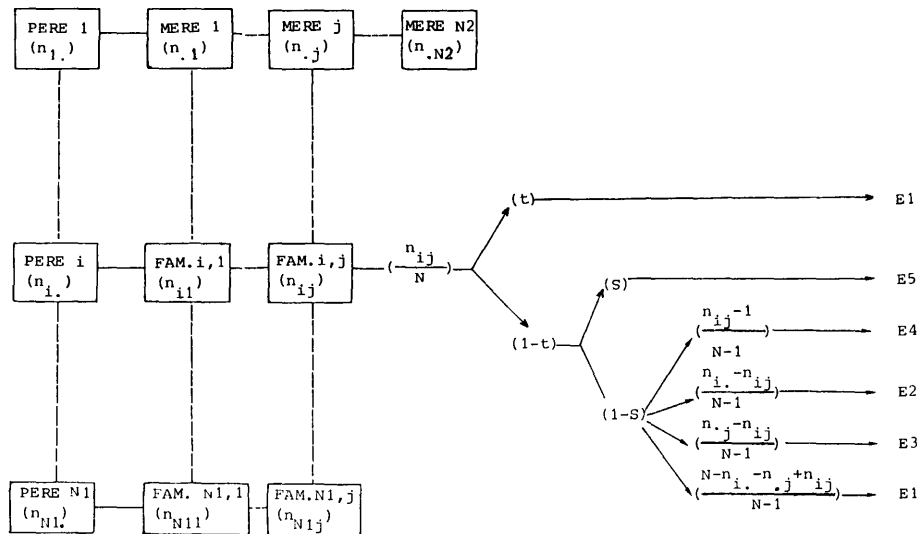 PERE 1 MERE 1 MERE j MERE N2
(n1.) (n.1) (n.j) (n.N2)
(t) E1
PERE i FAM.i,1 FAM.i,j (nij/N)
(ni.) (ni1) (nij)
(S) E5
(1-t) (nij-1/N-1) E4
(ni.-nij/N-1) E2
(1-S)
(n.j-nij/N-1) E3
PERE N1 FAM. N1,1 FAM.N1,j (N-ni.-n.j+nij/N-1) E1
(nN1.) (nN11) (nN1j)